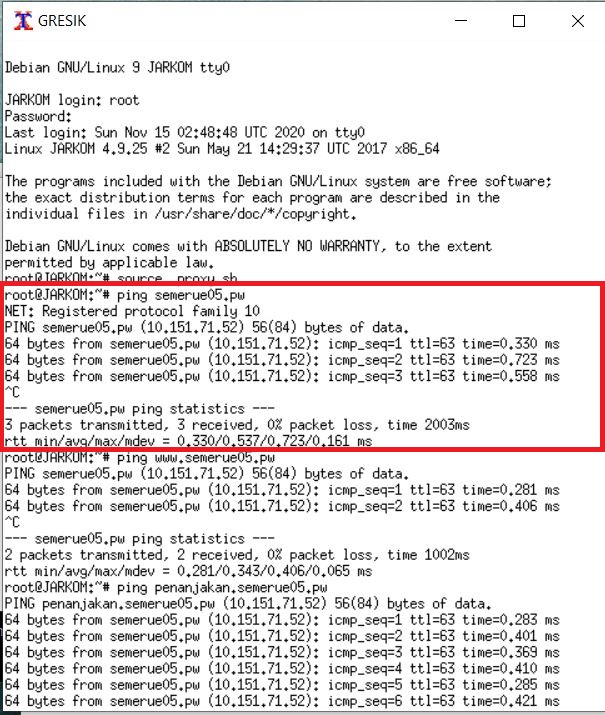 GRESIK
Debian GNU/Linux 9 JARKOM tty0
JARKOM login: root
Password:
Last login: Sun Nov 15 02:48:48 UTC 2020 on tty0
Linux JARKOM 4.9.25 #2 Sun May 21 14:29:37 UTC 2017 x86_64
The programs included with the Debian GNU/Linux system are free software;
the exact distribution terms for each program are described in the
individual files in /usr/share/doc/*/copyright.
Debian GNU/Linux comes with ABSOLUTELY NO WARRANTY, to the extent
permitted by applicable law.
root@JARKOM:~# source proxy.sh
root@JARKOM:~# ping semerue05.pw
NET: Registered protocol family 10
PING semerue05.pw (10.151.71.52) 56(84) bytes of data.
64 bytes from semerue05.pw (10.151.71.52): icmp_seq=1 ttl=63 time=0.330 ms
64 bytes from semerue05.pw (10.151.71.52): icmp_seq=2 ttl=63 time=0.723 ms
64 bytes from semerue05.pw (10.151.71.52): icmp_seq=3 ttl=63 time=0.558 ms
^C
--- semerue05.pw ping statistics ---
3 packets transmitted, 3 received, 0% packet loss, time 2003ms
rtt min/avg/max/mdev = 0.330/0.537/0.723/0.161 ms
root@JARKOM:~# ping www.semerue05.pw
PING semerue05.pw (10.151.71.52) 56(84) bytes of data.
64 bytes from semerue05.pw (10.151.71.52): icmp_seq=1 ttl=63 time=0.281 ms
64 bytes from semerue05.pw (10.151.71.52): icmp_seq=2 ttl=63 time=0.406 ms
^C
--- semerue05.pw ping statistics ---
2 packets transmitted, 2 received, 0% packet loss, time 1002ms
rtt min/avg/max/mdev = 0.281/0.343/0.406/0.065 ms
root@JARKOM:~# ping penanjakan.semerue05.pw
PING penanjakan.semerue05.pw (10.151.71.52) 56(84) bytes of data.
64 bytes from semerue05.pw (10.151.71.52): icmp_seq=1 ttl=63 time=0.283 ms
64 bytes from semerue05.pw (10.151.71.52): icmp_seq=2 ttl=63 time=0.401 ms
64 bytes from semerue05.pw (10.151.71.52): icmp_seq=3 ttl=63 time=0.369 ms
64 bytes from semerue05.pw (10.151.71.52): icmp_seq=4 ttl=63 time=0.410 ms
64 bytes from semerue05.pw (10.151.71.52): icmp_seq=5 ttl=63 time=0.285 ms
64 bytes from semerue05.pw (10.151.71.52): icmp_seq=6 ttl=63 time=0.421 ms